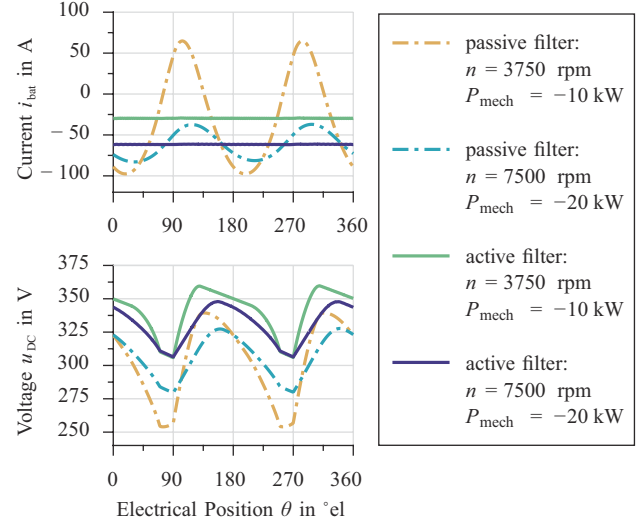 100
50
0
−50
−100
Current i_bat in A
0
90
180
270
360
375
350
325
300
275
250
Voltage u_DC in V
0
90
180
270
360
Electrical Position θ in °el
passive filter:
n = 3750 rpm
P_mech = −10 kW
passive filter:
n = 7500 rpm
P_mech = −20 kW
active filter:
n = 3750 rpm
P_mech = −10 kW
active filter:
n = 7500 rpm
P_mech = −20 kW